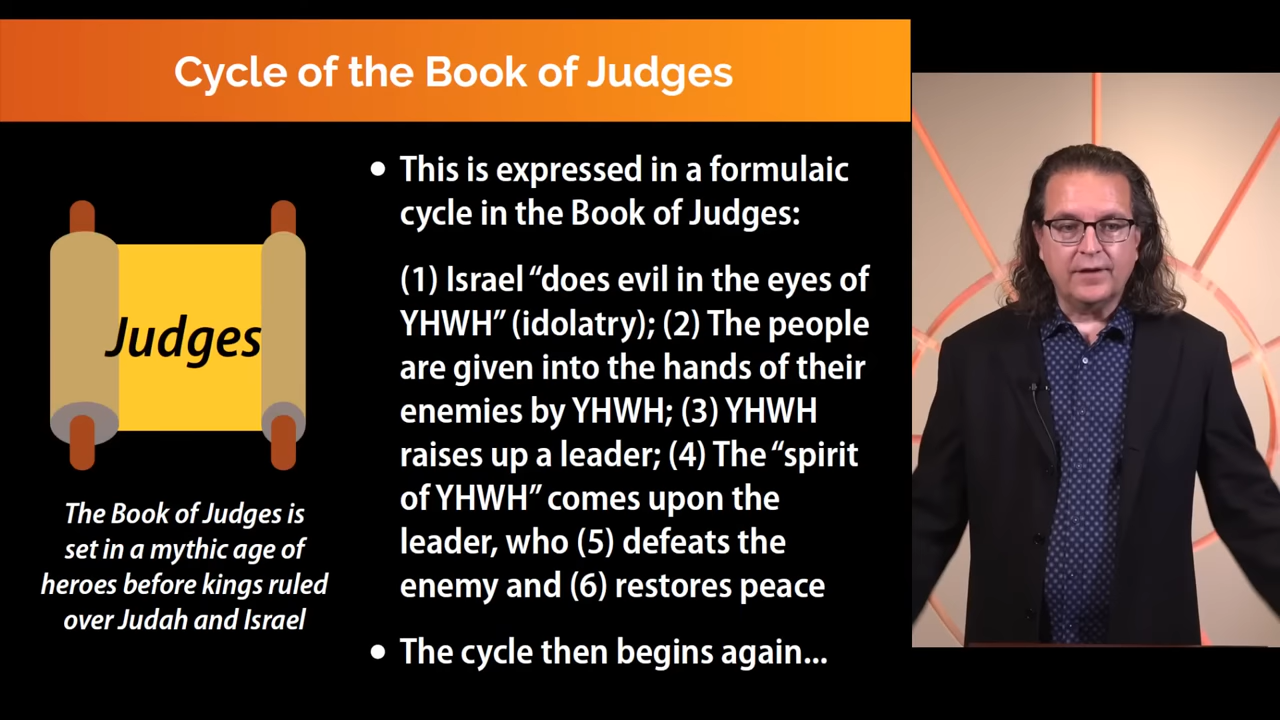 Cycle of the Book of Judges
Judges
The Book of Judges is
set in a mythic age of
heroes before kings ruled
over Judah and Israel
• This is expressed in a formulaic
cycle in the Book of Judges:
(1) Israel “does evil in the eyes of
YHWH” (idolatry); (2) The people
are given into the hands of their
enemies by YHWH; (3) YHWH
raises up a leader; (4) The “spirit
of YHWH” comes upon the
leader, who (5) defeats the
enemy and (6) restores peace
• The cycle then begins again...